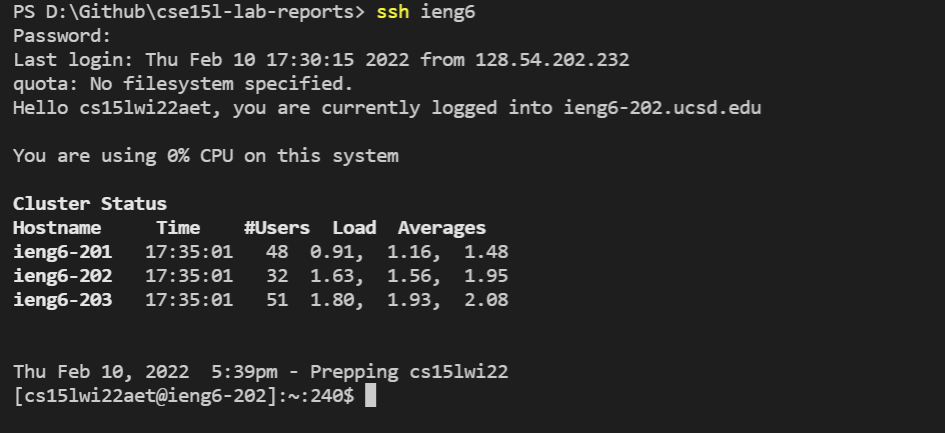 PS D:\Github\cse15l-lab-reports> ssh ieng6
Password:
Last login: Thu Feb 10 17:30:15 2022 from 128.54.202.232
quota: No filesystem specified.
Hello cs15lwi22aet, you are currently logged into ieng6-202.ucsd.edu
You are using 0% CPU on this system
Cluster Status
Hostname     Time    #Users  Load  Averages
ieng6-201   17:35:01   48  0.91,  1.16,  1.48
ieng6-202   17:35:01   32  1.63,  1.56,  1.95
ieng6-203   17:35:01   51  1.80,  1.93,  2.08
Thu Feb 10, 2022  5:39pm - Prepping cs15lwi22
[cs15lwi22aet@ieng6-202]:~:240$